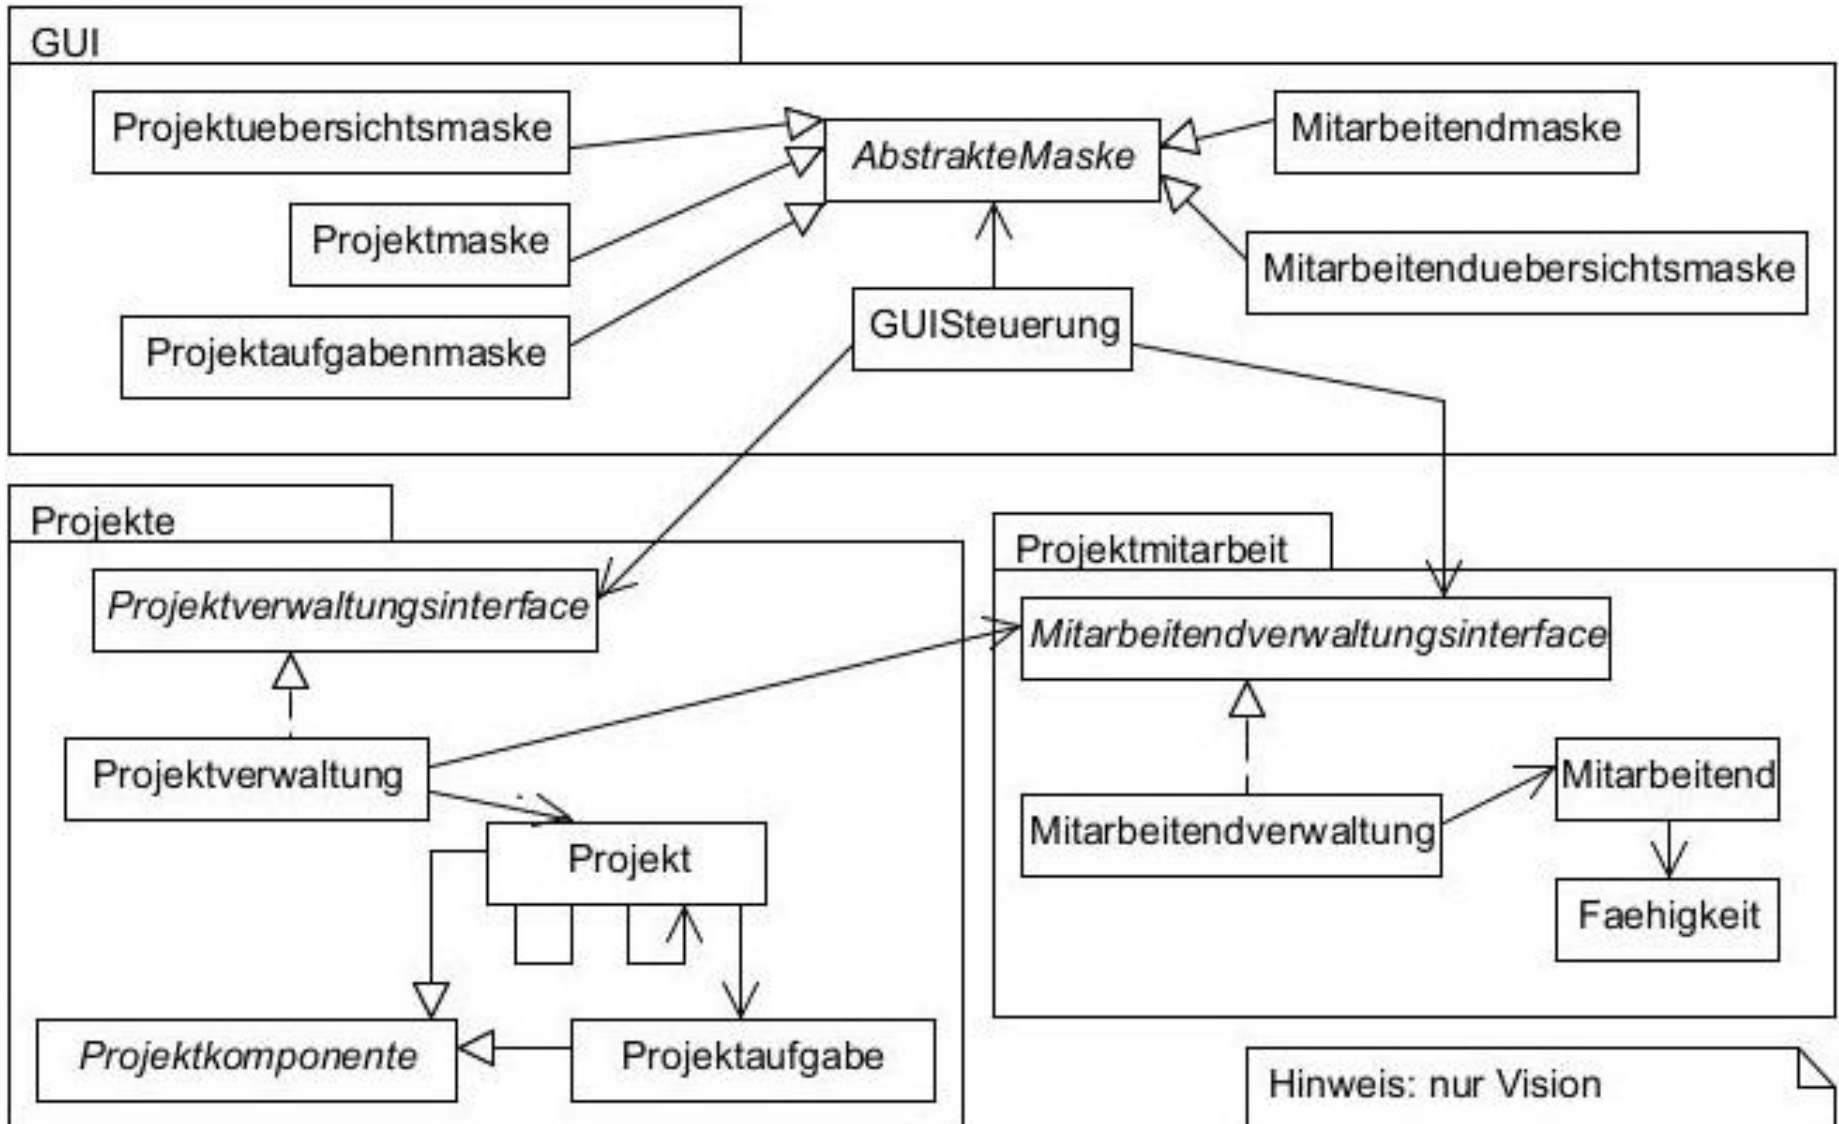 GUI
Projektuebersichtsmaske
AbstrakteMaske
Mitarbeitendmaske
Projektmaske
Mitarbeitenduebersichtsmaske
GUISteuerung
Projektaufgabenmaske
Projekte
Projektmitarbeit
Projektverwaltungsinterface
Mitarbeitendverwaltungsinterface
Projektverwaltung
Mitarbeitend
Mitarbeitendverwaltung
Projekt
Faehigkeit
Projektkomponente
Projektaufgabe
Hinweis: nur Vision